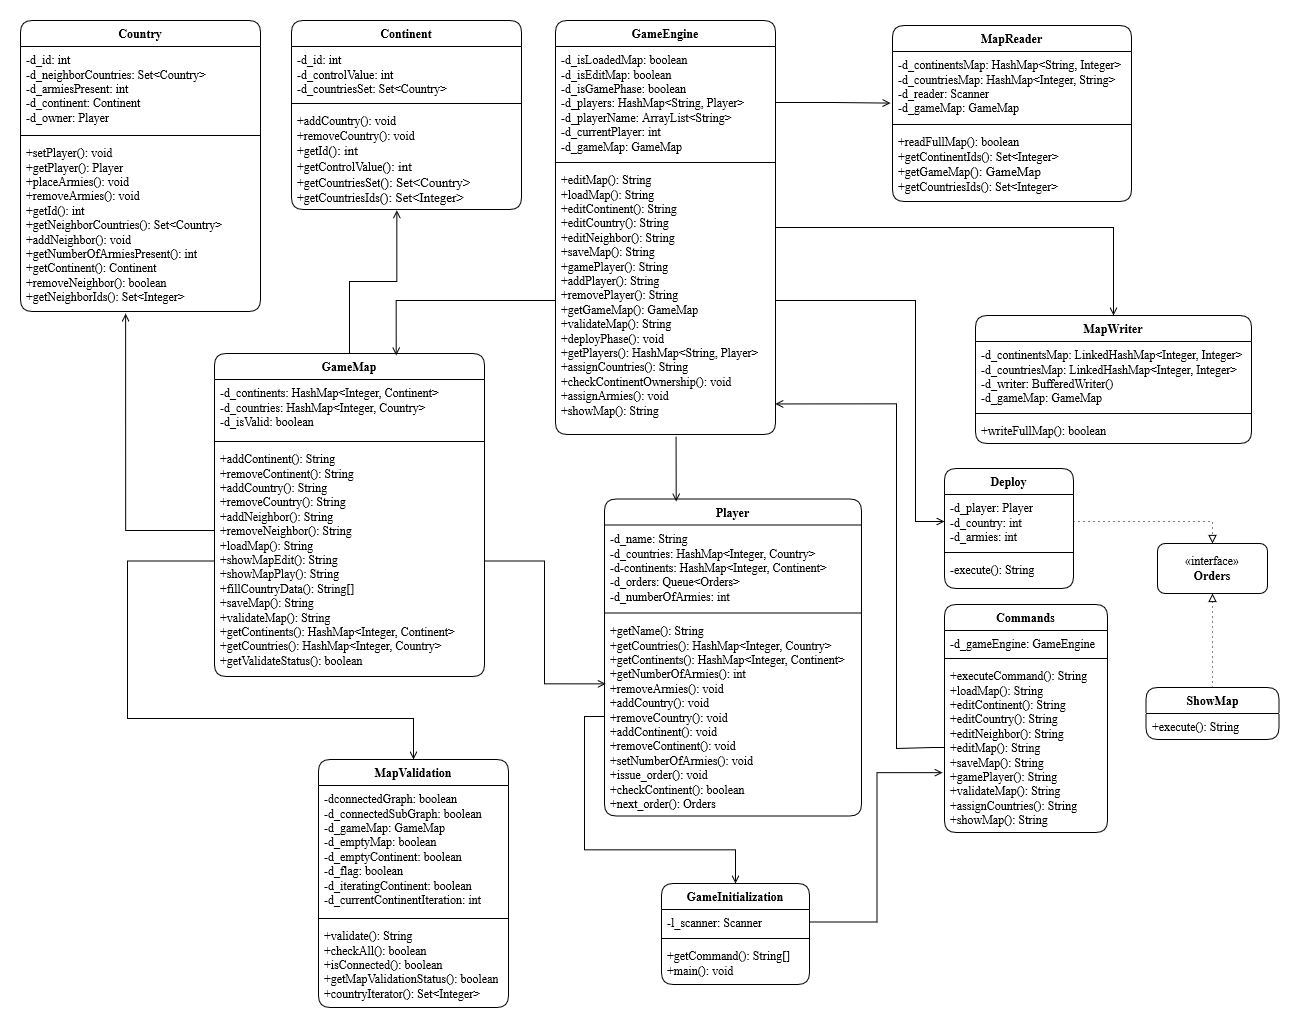 Country
-d_id: int
-d_neighborCountries: Set<Country>
-d_armiesPresent: int
-d_continent: Continent
-d_owner: Player
+setPlayer(): void
+getPlayer(): Player
+placeArmies(): void
+removeArmies(): void
+getId(): int
+getNeighborCountries(): Set<Country>
+addNeighbor(): void
+getNumberOfArmiesPresent(): int
+getContinent(): Continent
+removeNeighbor(): boolean
+getNeighborIds(): Set<Integer>
Continent
-d_id: int
-d_controlValue: int
-d_countriesSet: Set<Country>
+addCountry(): void
+removeCountry(): void
+getId(): int
+getControlValue(): int
+getCountriesSet(): Set<Country>
+getCountriesIds(): Set<Integer>
GameEngine
-d_isLoadedMap: boolean
-d_isEditMap: boolean
-d_isGamePhase: boolean
-d_players: HashMap<String, Player>
-d_playerName: ArrayList<String>
-d_currentPlayer: int
-d_gameMap: GameMap
+editMap(): String
+loadMap(): String
+editContinent(): String
+editCountry(): String
+editNeighbor(): String
+saveMap(): String
+gamePlayer(): String
+addPlayer(): String
+removePlayer(): String
+getGameMap(): GameMap
+validateMap(): String
+deployPhase(): void
+getPlayers(): HashMap<String, Player>
+assignCountries(): String
+checkContinentOwnership(): void
+assignArmies(): void
+showMap(): String
MapReader
-d_continentsMap: HashMap<String, Integer>
-d_countriesMap: HashMap<Integer, String>
-d_reader: Scanner
-d_gameMap: GameMap
+readFullMap(): boolean
+getContinentIds(): Set<Integer>
+getGameMap(): GameMap
+getCountriesIds(): Set<Integer>
MapWriter
-d_continentsMap: LinkedHashMap<Integer, Integer>
-d_countriesMap: LinkedHashMap<Integer, Integer>
-d_writer: BufferedWriter()
-d_gameMap: GameMap
+writeFullMap(): boolean
GameMap
-d_continents: HashMap<Integer, Continent>
-d_countries: HashMap<Integer, Country>
-d_isValid: boolean
+addContinent(): String
+removeContinent(): String
+addCountry(): String
+removeCountry(): String
+addNeighbor(): String
+removeNeighbor(): String
+loadMap(): String
+showMapEdit(): String
+showMapPlay(): String
+fillCountryData(): String[]
+saveMap(): String
+validateMap(): String
+getContinents(): HashMap<Integer, Continent>
+getCountries(): HashMap<Integer, Country>
+getValidateStatus(): boolean
Player
-d_name: String
-d_countries: HashMap<Integer, Country>
-d-continents: HashMap<Integer, Continent>
-d_orders: Queue<Orders>
-d_numberOfArmies: int
+getName(): String
+getCountries(): HashMap<Integer, Country>
+getContinents(): HashMap<Integer, Continent>
+getNumberOfArmies(): int
+removeArmies(): void
+addCountry(): void
+removeCountry(): void
+addContinent(): void
+removeContinent(): void
+setNumberOfArmies(): void
+issue_order(): void
+checkContinent(): boolean
+next_order(): Orders
Deploy
-d_player: Player
-d_country: int
-d_armies: int
-execute(): String
«interface»
Orders
Commands
-d_gameEngine: GameEngine
+executeCommand(): String
+loadMap(): String
+editContinent(): String
+editCountry(): String
+editNeighbor(): String
+editMap(): String
+saveMap(): String
+gamePlayer(): String
+validateMap(): String
+assignCountries(): String
+showMap(): String
ShowMap
+execute(): String
MapValidation
-dconnectedGraph: boolean
-d_connectedSubGraph: boolean
-d_gameMap: GameMap
-d_emptyMap: boolean
-d_emptyContinent: boolean
-d_flag: boolean
-d_iteratingContinent: boolean
-d_currentContinentIteration: int
+validate(): String
+checkAll(): boolean
+isConnected(): boolean
+getMapValidationStatus(): boolean
+countryIterator(): Set<Integer>
GameInitialization
-l_scanner: Scanner
+getCommand(): String[]
+main(): void